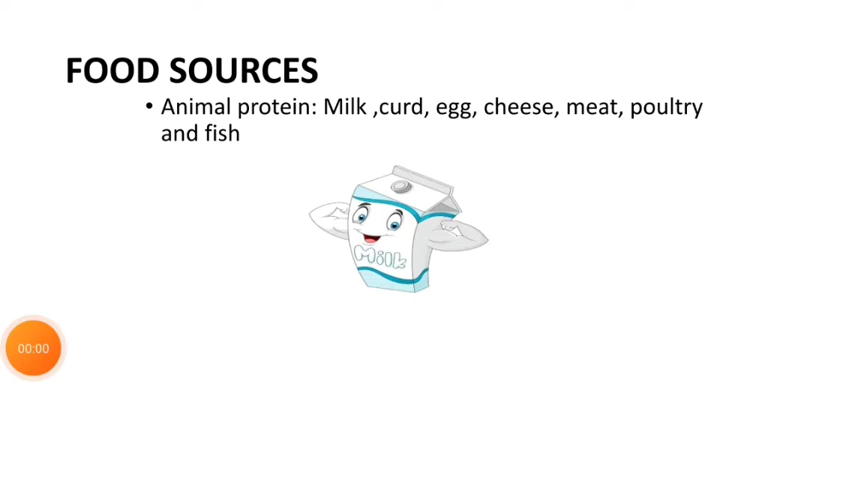 FOOD SOURCES
• Animal protein: Milk ,curd, egg, cheese, meat, poultry
and fish
Milk
00:00